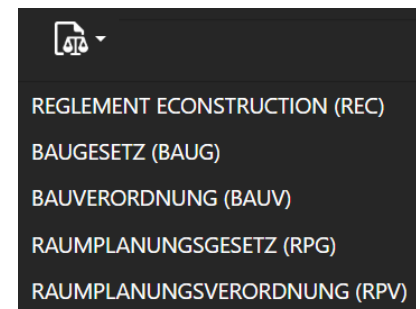 REGLEMENT ECONSTRUCTION (REC)
BAUGESETZ (BAUG)
BAUVERORDNUNG (BAUV)
RAUMPLANUNGSGESETZ (RPG)
RAUMPLANUNGSVERORDNUNG (RPV)